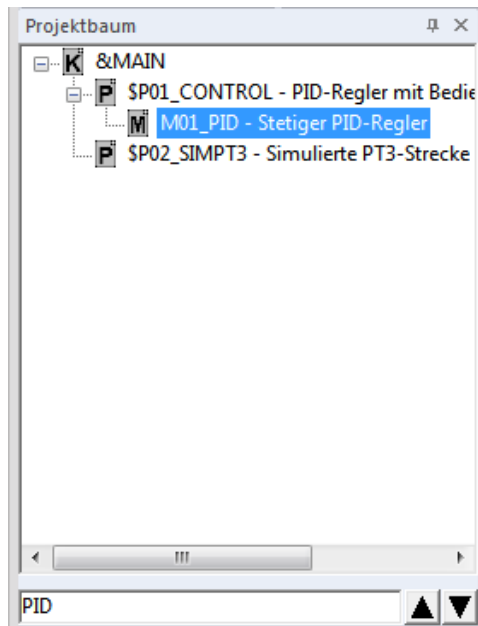 Projektbaum
K &MAIN
P $P01_CONTROL - PID-Regler mit Bedie
M M01_PID - Stetiger PID-Regler
P $P02_SIMPT3 - Simulierte PT3-Strecke
PID